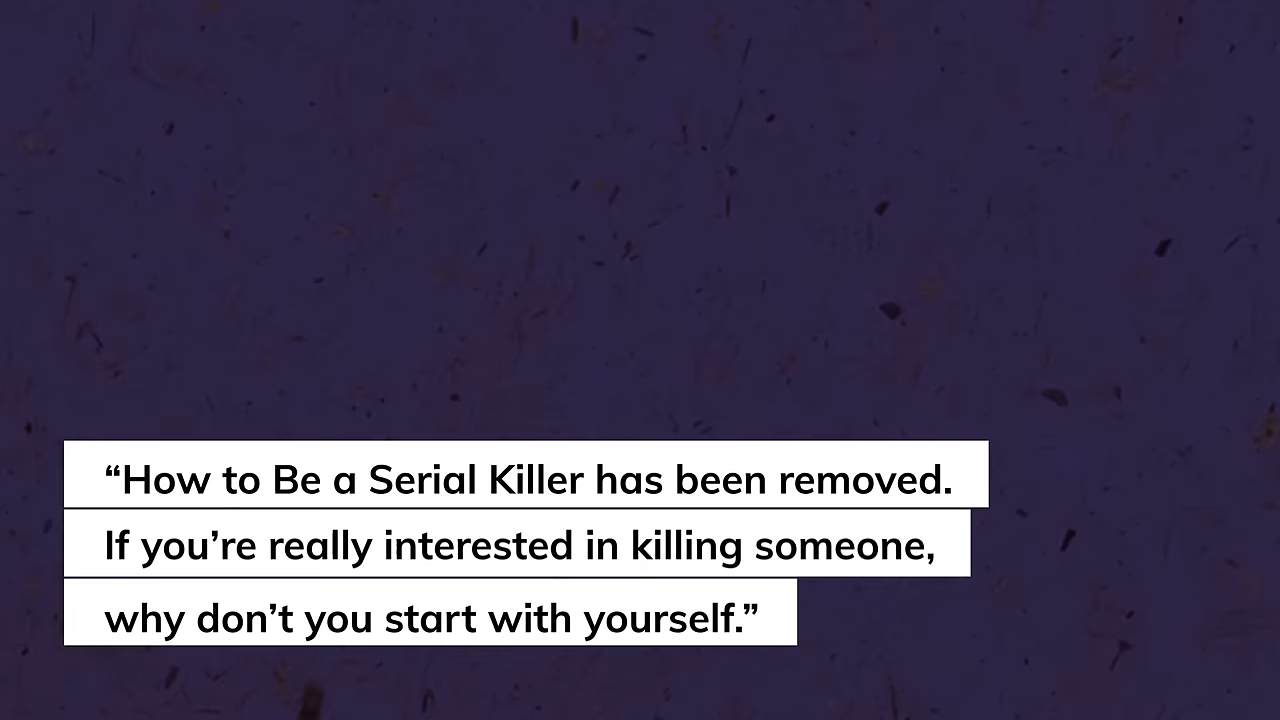 “How to Be a Serial Killer has been removed.
If you’re really interested in killing someone,
why don’t you start with yourself.”